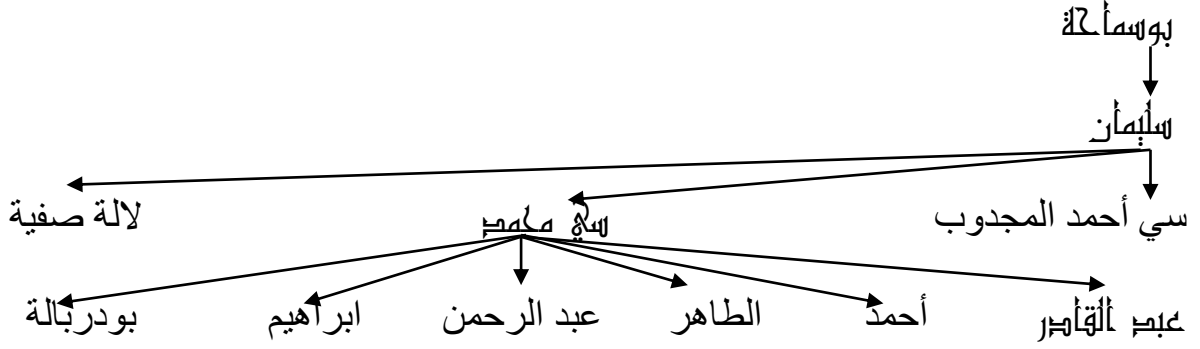 بوسماحة
سليمان
سي أحمد المجدوب
سي محمد
لالة صفية
عبد القادر
أحمد
الطاهر
عبد الرحمن
ابراهيم
بودربالة